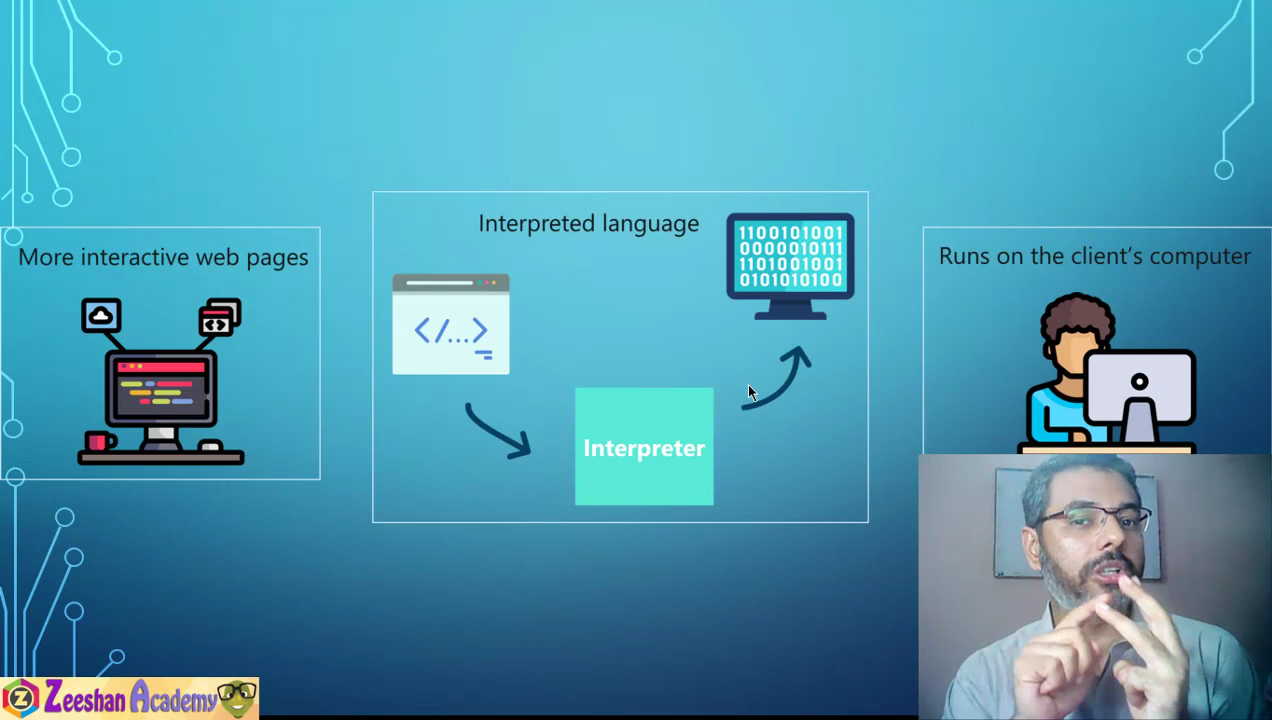 More interactive web pages
Interpreted language
1100101001
0000010111
1101001001
0101010100
</...>
Interpreter
Runs on the client’s computer
Z
Zeeshan Academy